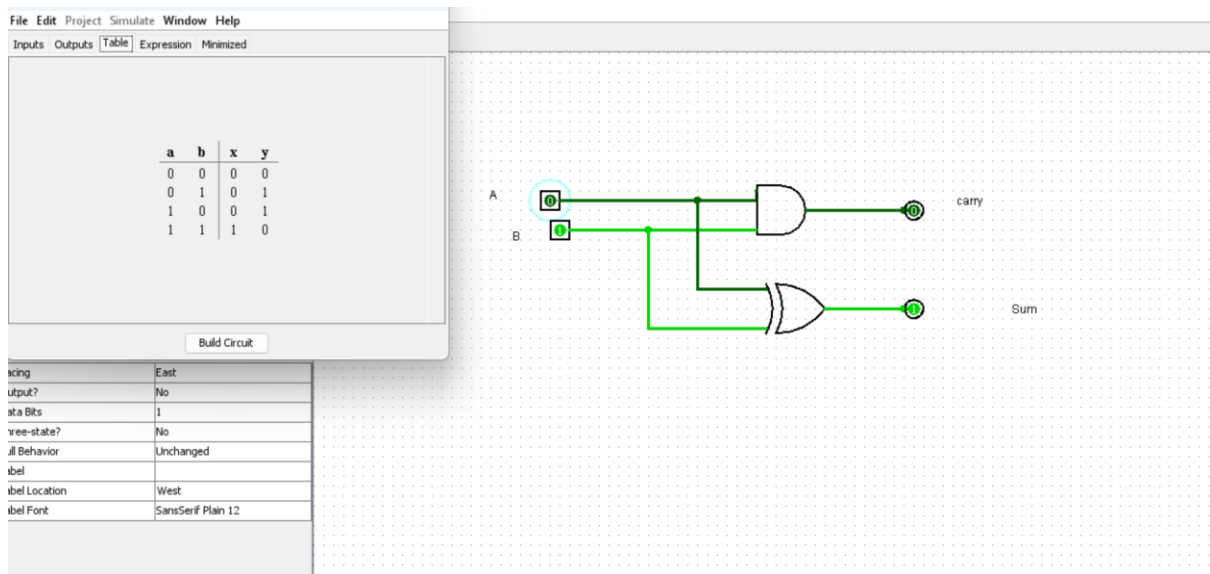 File Edit Project Simulate Window Help
Inputs Outputs Table Expression Minimized
a b x y
0 0 0 0
0 1 0 1
1 0 0 1
1 1 1 0
Build Circuit
acing East
utput? No
ata Bits 1
hree-state? No
ull Behavior Unchanged
abel
abel Location West
abel Font SansSerif Plain 12
A 0
B 1
0 carry
1 Sum